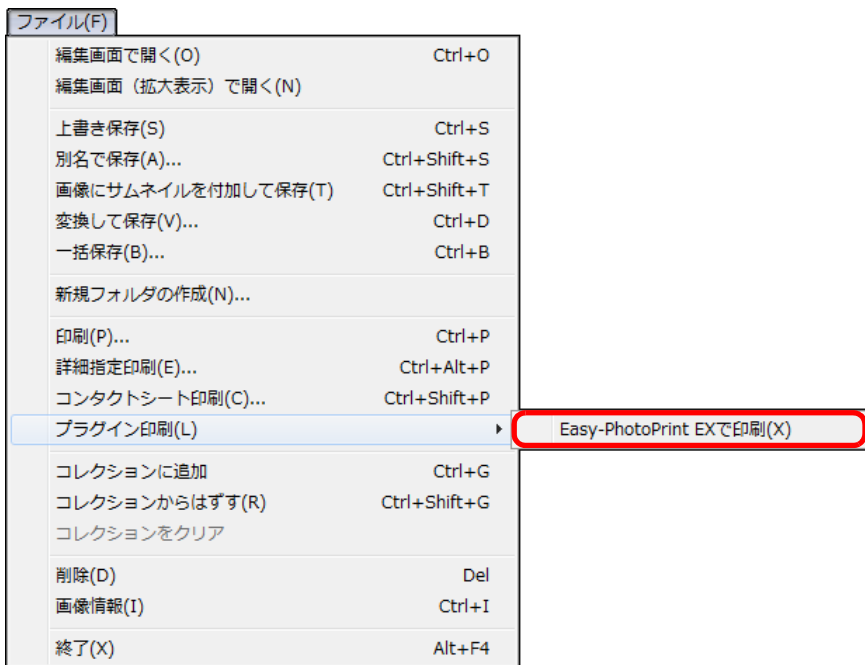 ファイル(F)
編集画面で開く(O) Ctrl+O
編集画面（拡大表示）で開く(N)
上書き保存(S) Ctrl+S
別名で保存(A)... Ctrl+Shift+S
画像にサムネイルを付加して保存(T) Ctrl+Shift+T
変換して保存(V)... Ctrl+D
一括保存(B)... Ctrl+B
新規フォルダの作成(N)...
印刷(P)... Ctrl+P
詳細指定印刷(E)... Ctrl+Alt+P
コンタクトシート印刷(C)... Ctrl+Shift+P
プラグイン印刷(L) Easy-PhotoPrint EXで印刷(X)
コレクションに追加 Ctrl+G
コレクションからはずす(R) Ctrl+Shift+G
コレクションをクリア
削除(D) Del
画像情報(I) Ctrl+I
終了(X) Alt+F4